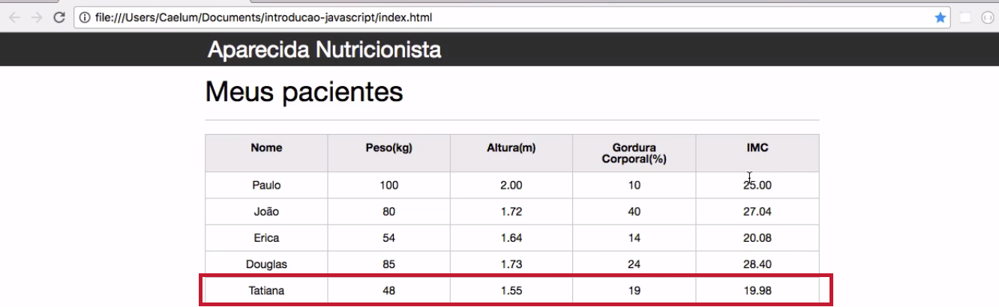 file:///Users/Caelum/Documents/introducao-javascript/index.html
Aparecida Nutricionista
Meus pacientes
Nome Peso(kg) Altura(m) Gordura Corporal(%) IMC
Paulo 100 2.00 10 25.00
João 80 1.72 40 27.04
Erica 54 1.64 14 20.08
Douglas 85 1.73 24 28.40
Tatiana 48 1.55 19 19.98